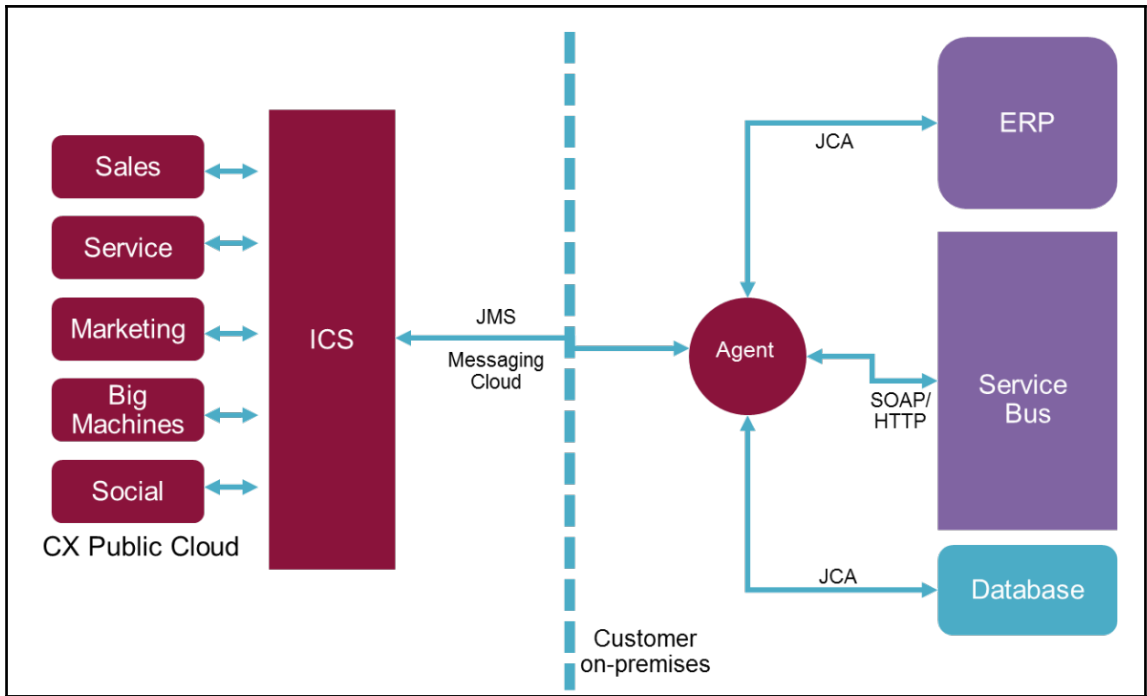 Sales
Service
Marketing
Big
Machines
Social
CX Public Cloud
ICS
JMS
Messaging
Cloud
Customer
on-premises
Agent
JCA
SOAP/
HTTP
JCA
ERP
Service
Bus
Database